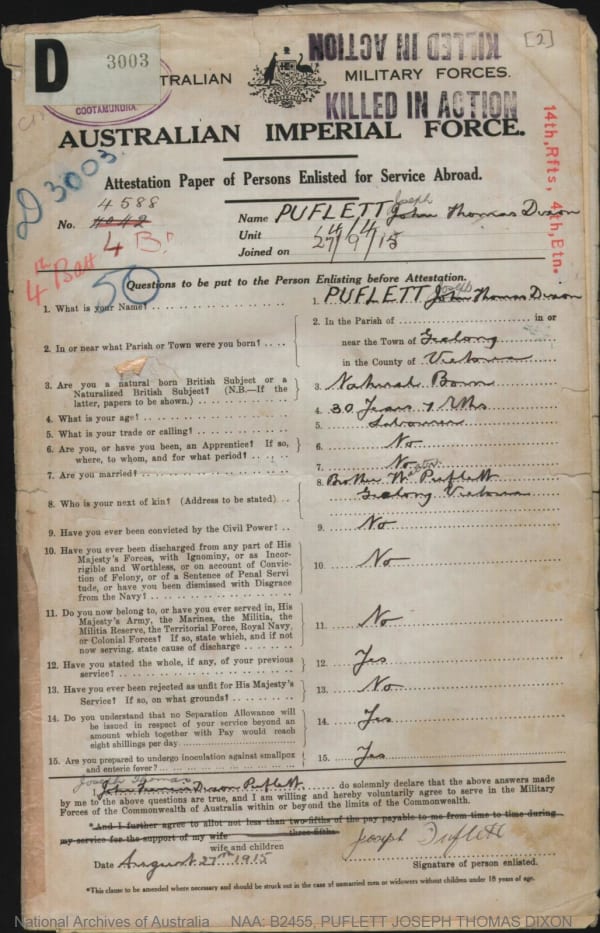 D 3003
COOTAMUNDRA
KILLED IN ACTION
[2]
TRALIAN MILITARY FORCES.
KILLED IN ACTION
AUSTRALIAN IMPERIAL FORCE.
14th, Rfts, 4th, Btn.
D 3003
Attestation Paper of Persons Enlisted for Service Abroad.
4588
No. 4042
4 B.
Name PUFLETT Joseph John Thomas Dixon
Unit 14/4
Joined on 27/9/15
4th Batt
50
Questions to be put to the Person Enlisting before Attestation.
1. What is your Name? 1. PUFLETT Joseph John Thomas Dixon
2. In or near what Parish or Town were you born? 2. In the Parish of in or
near the Town of Geelong
in the County of Victoria
3. Are you a natural born British Subject or a
Naturalized British Subject? (N.B.—If the
latter, papers to be shown.) 3. Natural Born
4. What is your age? 4. 30 Years 7 Mths
5. What is your trade or calling? 5. Labourer
6. Are you, or have you been, an Apprentice? If so,
where, to whom, and for what period? 6. No
7. Are you married? 7. No
8. Who is your next of kin? (Address to be stated) 8. Brother Wm Puflett
Geelong Victoria
9. Have you ever been convicted by the Civil Power? 9. No
10. Have you ever been discharged from any part of His
Majesty's Forces, with Ignominy, or as Incor-
rigible and Worthless, or on account of Convic-
tion of Felony, or of a Sentence of Penal Servi
tude, or have you been dismissed with Disgrace
from the Navy? 10. No
11. Do you now belong to, or have you ever served in, His
Majesty's Army, the Marines, the Militia, the
Militia Reserve, the Territorial Force, Royal Navy,
or Colonial Forces? If so, state which, and if not
now serving, state cause of discharge 11. No
12. Have you stated the whole, if any, of your previous
service? 12. Yes
13. Have you ever been rejected as unfit for His Majesty's
Service? If so, on what grounds? 13. No
14. Do you understand that no Separation Allowance will
be issued in respect of your service beyond an
amount which together with Pay would reach
eight shillings per day 14. Yes
15. Are you prepared to undergo inoculation against smallpox
and enteric fever? 15. Yes
Joseph Thomas
I, John Thomas Dixon Puflett do solemnly declare that the above answers made
by me to the above questions are true, and I am willing and hereby voluntarily agree to serve in the Military
Forces of the Commonwealth of Australia within or beyond the limits of the Commonwealth.
*And I further agree to allot not less than two-fifths of the pay payable to me from time to time during
my service for the support of my wife three-fifths
wife and children
Date August 27th 1915 Joseph Puflett
Signature of person enlisted.
*This clause to be amended where necessary and should be struck out in the case of unmarried men or widowers without children under 18 years of age.
National Archives of Australia NAA: B2455, PUFLETT JOSEPH THOMAS DIXON